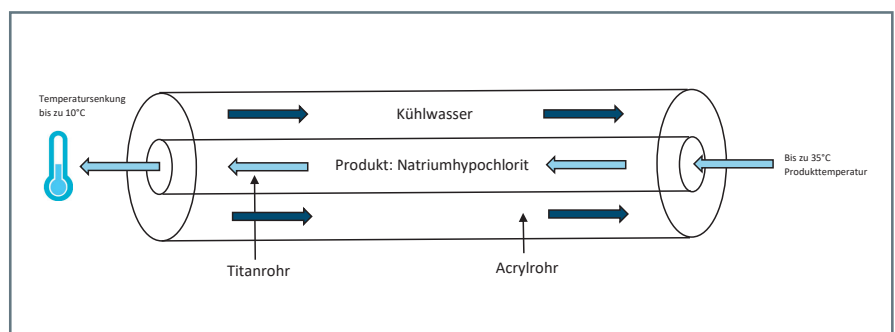 Temperatursenkung
bis zu 10°C
Kühlwasser
Produkt: Natriumhypochlorit
Bis zu 35°C
Produkttemperatur
Titanrohr
Acrylrohr